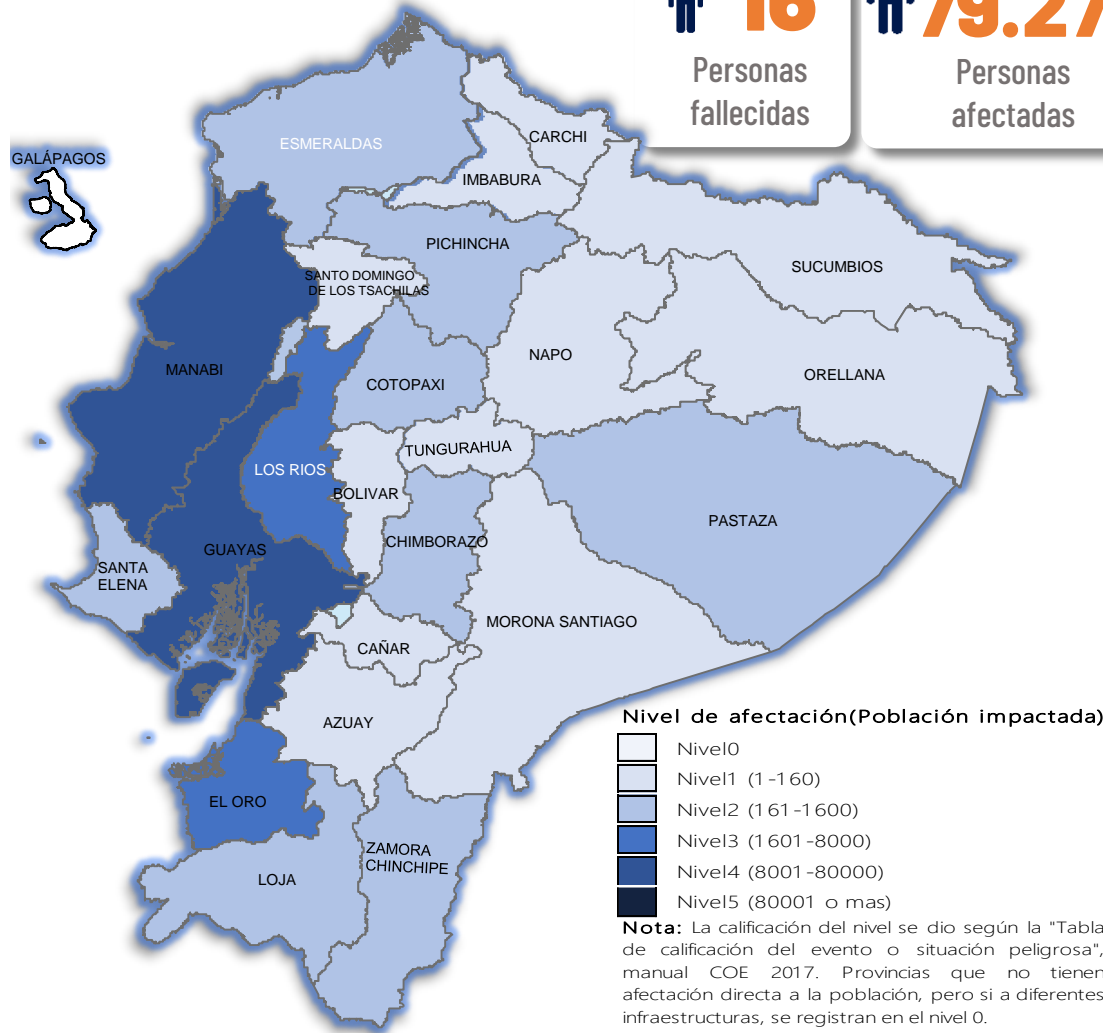 16
79.27
Personas
fallecidas
Personas
afectadas
GALÁPAGOS
ESMERALDAS
CARCHI
IMBABURA
PICHINCHA
SUCUMBIOS
SANTO DOMINGO
DE LOS TSACHILAS
NAPO
MANABI
COTOPAXI
ORELLANA
TUNGURAHUA
LOS RIOS
BOLIVAR
PASTAZA
CHIMBORAZO
GUAYAS
SANTA
ELENA
MORONA SANTIAGO
CAÑAR
AZUAY
EL ORO
ZAMORA
CHINCHIPE
LOJA
Nivel de afectación(Población impactada)
Nivel0
Nivel1 (1-160)
Nivel2 (161-1600)
Nivel3 (1601-8000)
Nivel4 (8001-80000)
Nivel5 (80001 o mas)
Nota: La calificación del nivel se dio según la "Tabla
de calificación del evento o situación peligrosa",
manual COE 2017. Provincias que no tienen
afectación directa a la población, pero si a diferentes
infraestructuras, se registran en el nivel 0.